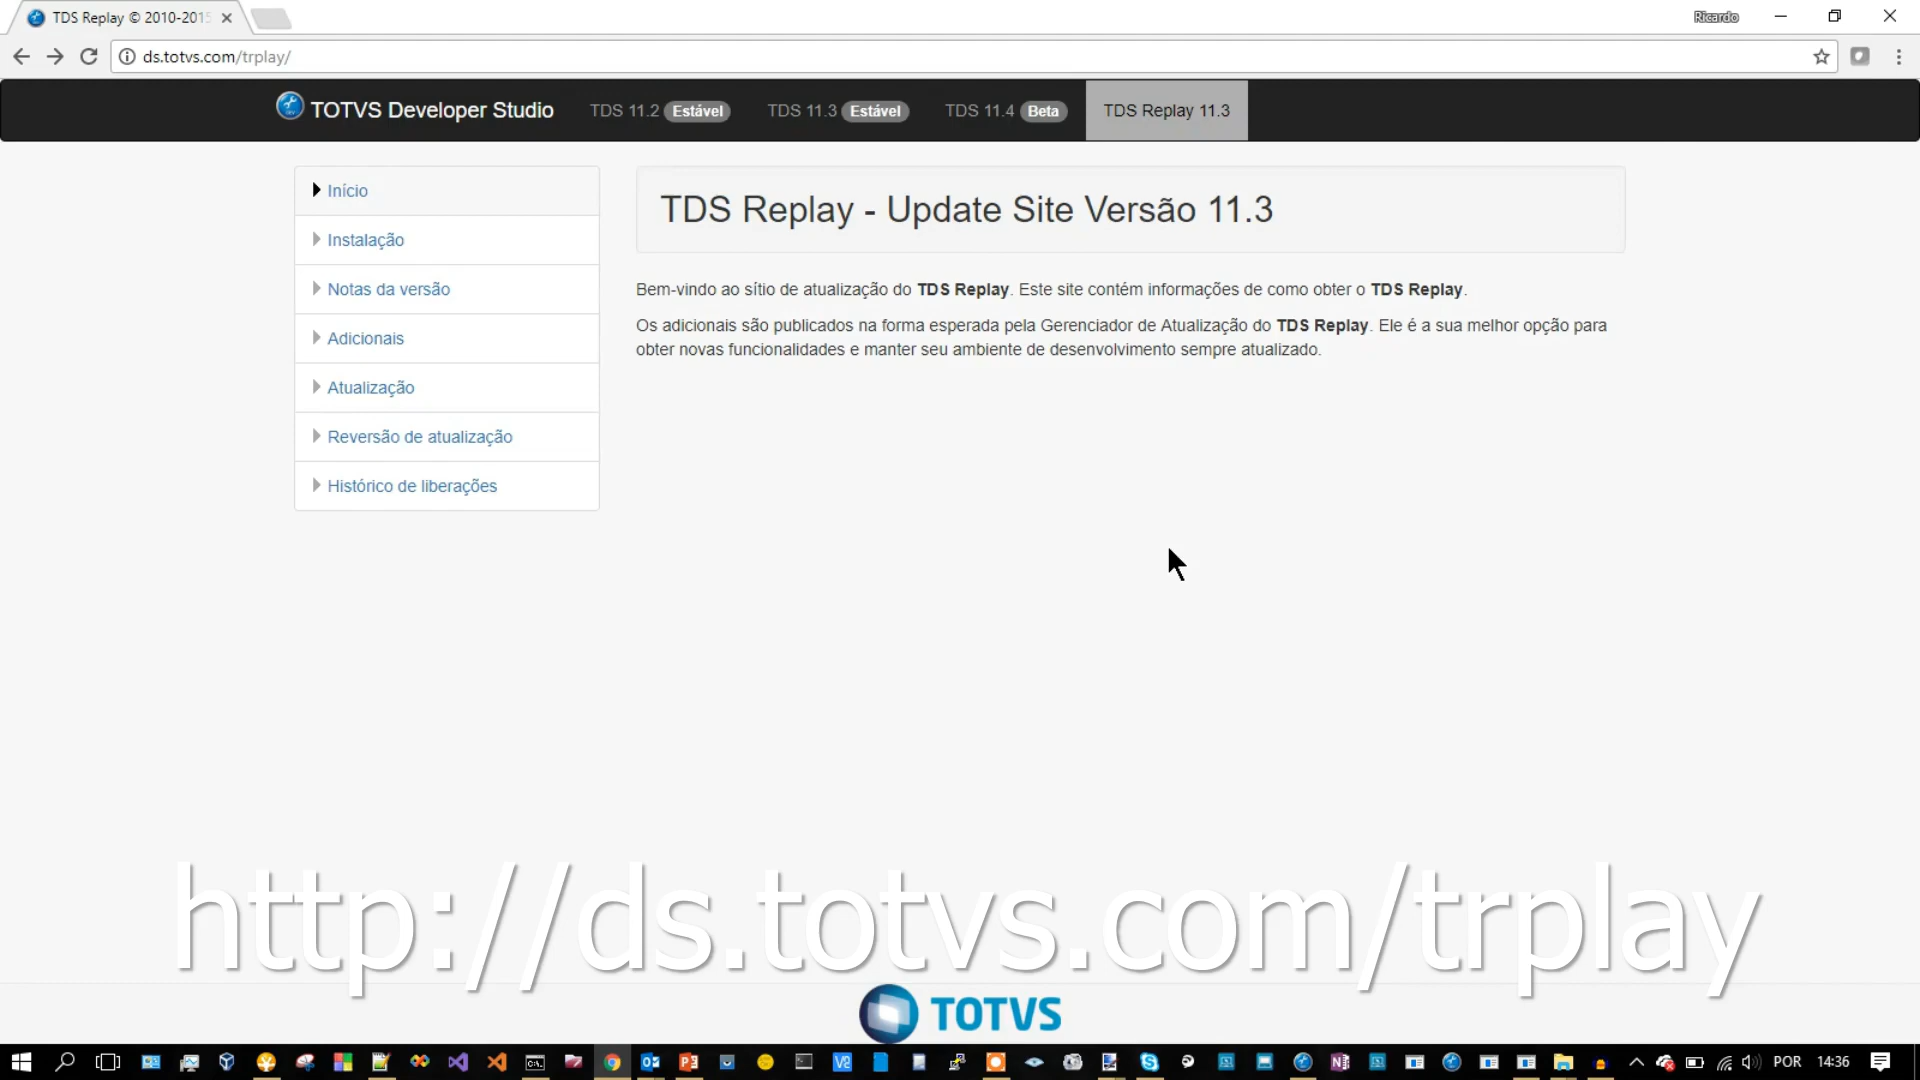 TDS Replay © 2010-2015
Ricardo
ds.totvs.com/trplay/
TOTVS Developer Studio
TDS 11.2 Estável
TDS 11.3 Estável
TDS 11.4 Beta
TDS Replay 11.3
Início
Instalação
Notas da versão
Adicionais
Atualização
Reversão de atualização
Histórico de liberações
TDS Replay - Update Site Versão 11.3
Bem-vindo ao sítio de atualização do TDS Replay. Este site contém informações de como obter o TDS Replay.
Os adicionais são publicados na forma esperada pela Gerenciador de Atualização do TDS Replay. Ele é a sua melhor opção para
obter novas funcionalidades e manter seu ambiente de desenvolvimento sempre atualizado.
http://ds.totvs.com/trplay
TOTVS
POR
14:36